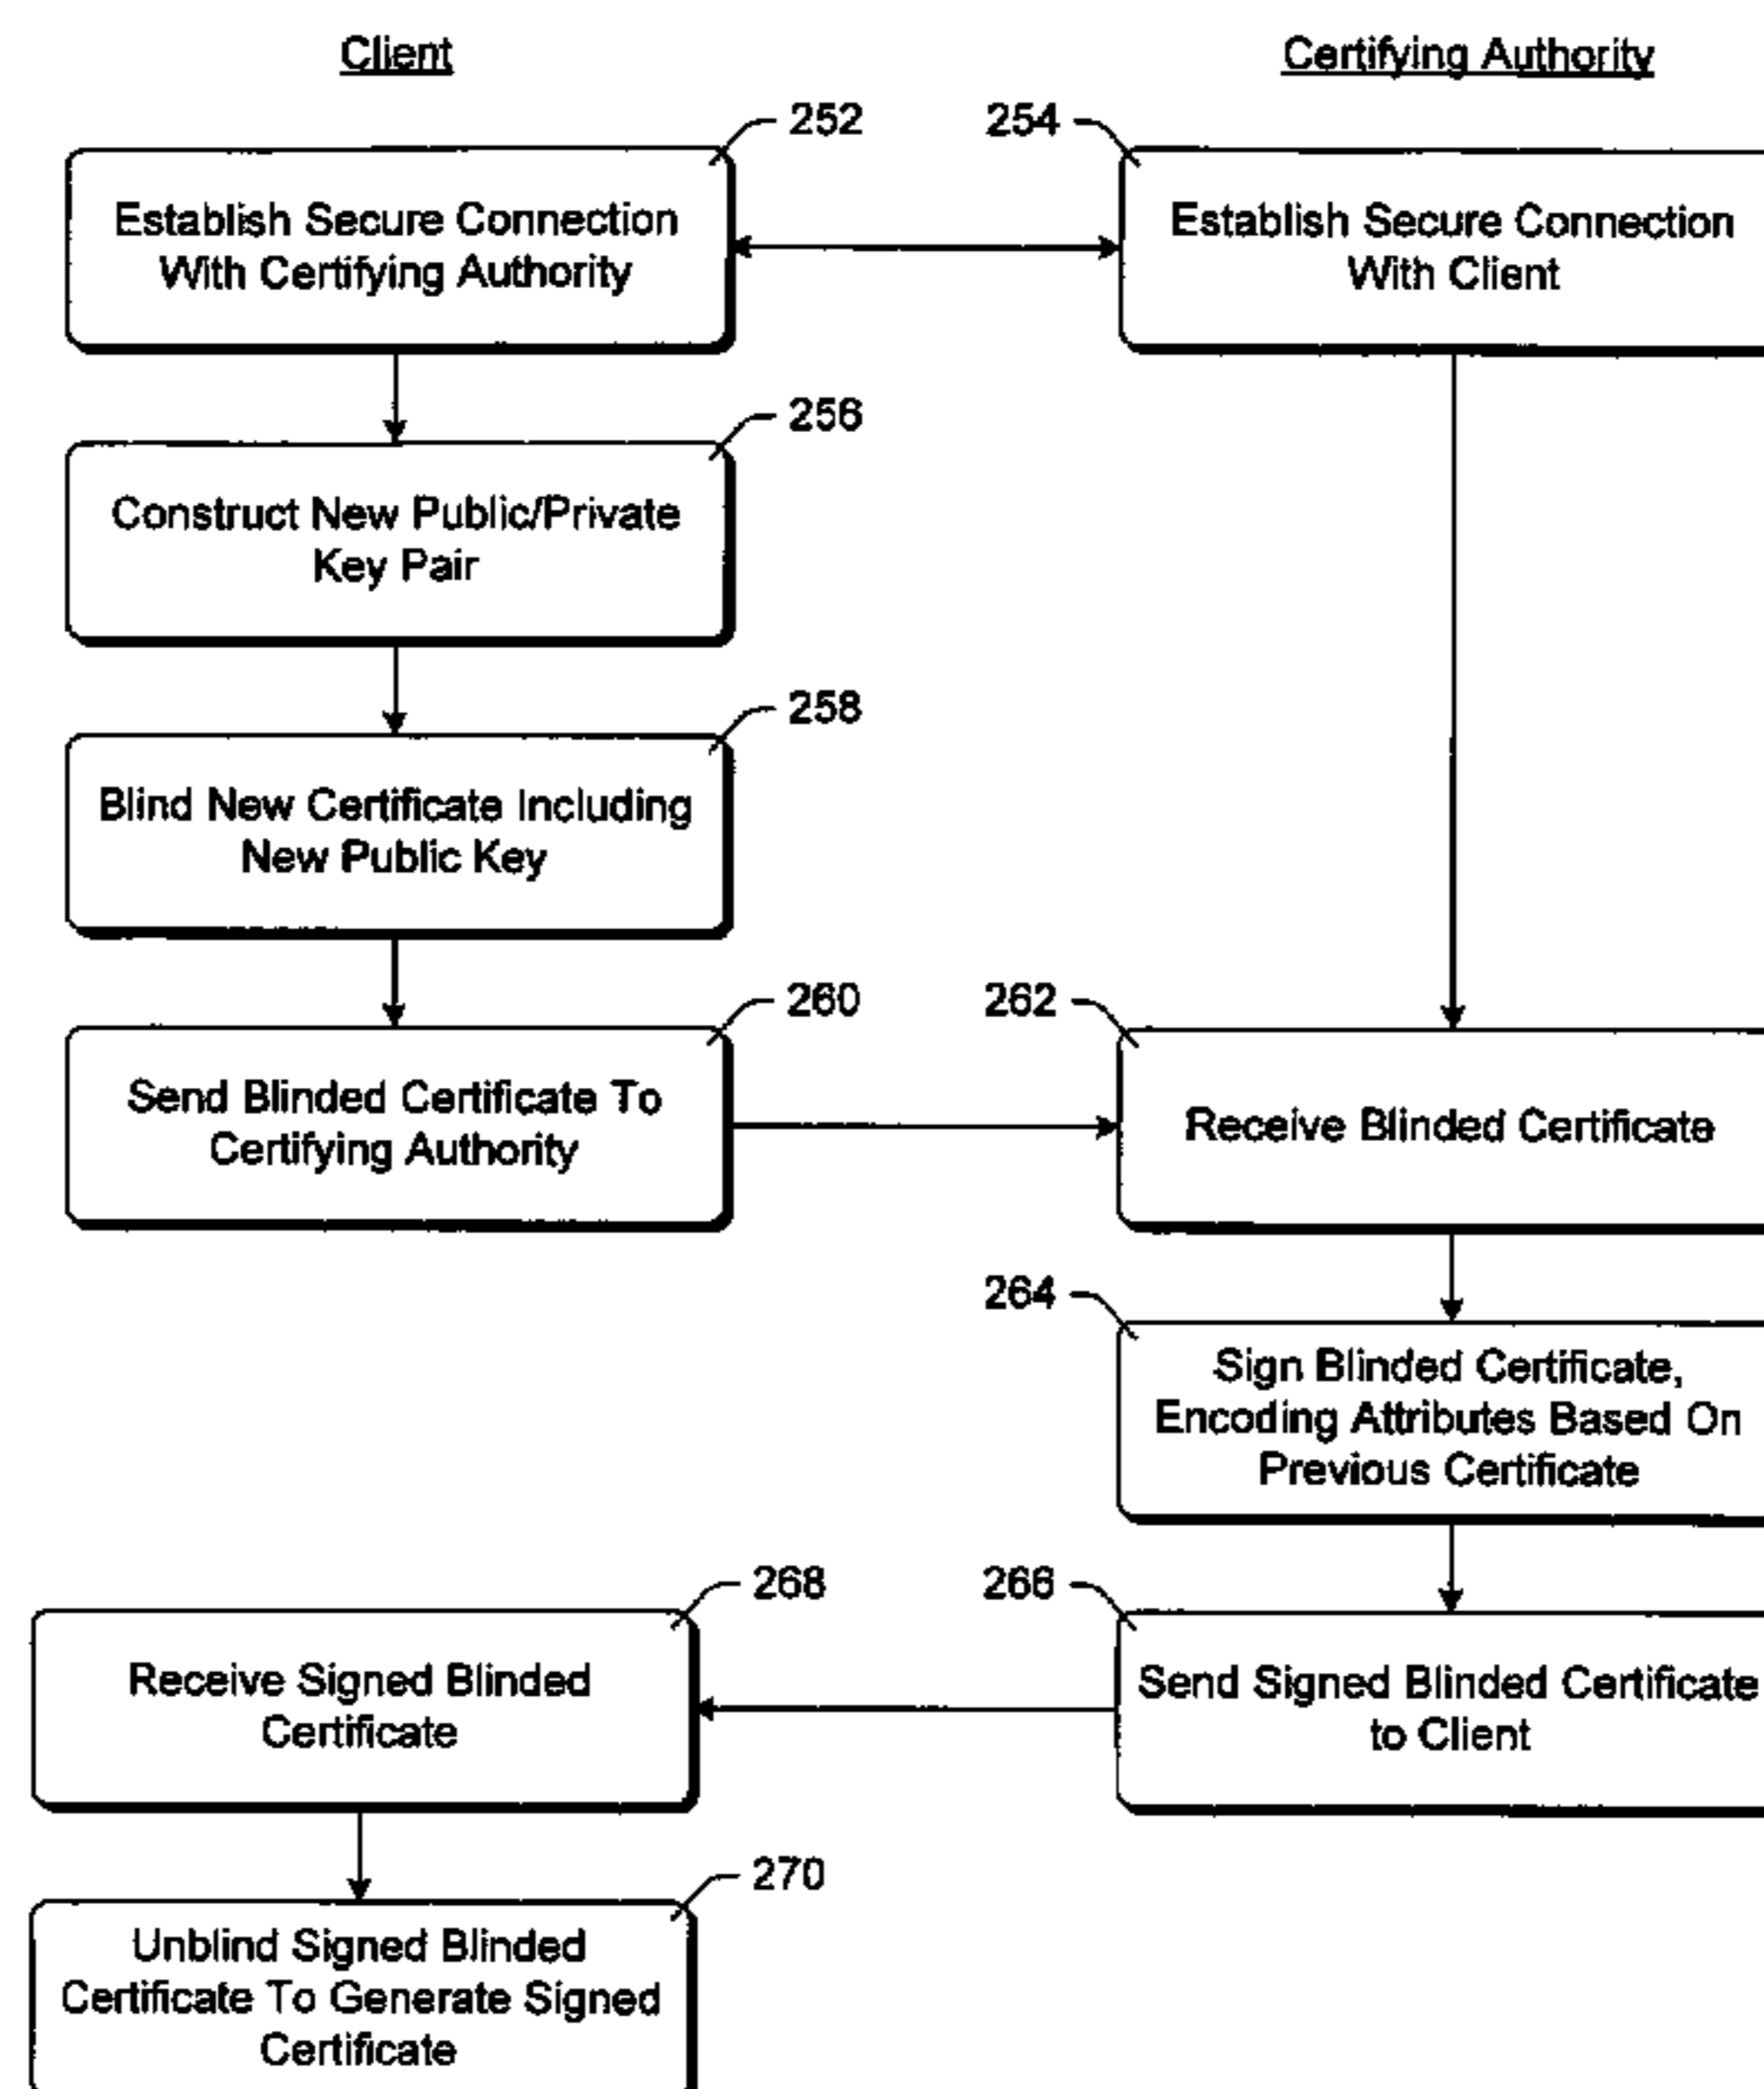 Client
Certifying Authority
252
254
Establish Secure Connection
With Certifying Authority
Establish Secure Connection
With Client
256
Construct New Public/Private
Key Pair
258
Blind New Certificate Including
New Public Key
260
262
Send Blinded Certificate To
Certifying Authority
Receive Blinded Certificate
264
Sign Blinded Certificate,
Encoding Attributes Based On
Previous Certificate
268
266
Receive Signed Blinded
Certificate
Send Signed Blinded Certificate
to Client
270
Unblind Signed Blinded
Certificate To Generate Signed
Certificate